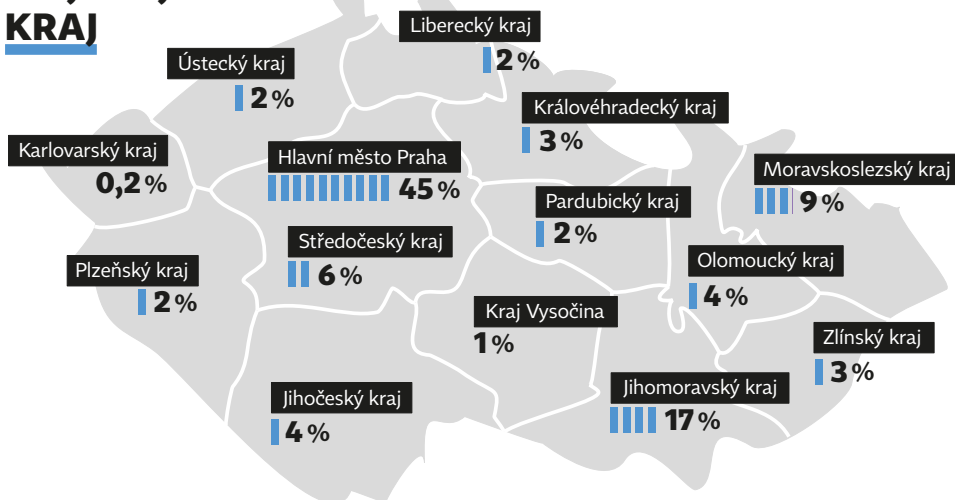 KRAJ
Liberecký kraj
2 %
Ústecký kraj
2 %
Královéhradecký kraj
3 %
Karlovarský kraj
0,2 %
Hlavní město Praha
45 %
Moravskoslezský kraj
9 %
Pardubický kraj
2 %
Středočeský kraj
6 %
Olomoucký kraj
4 %
Plzeňský kraj
2 %
Kraj Vysočina
1 %
Zlínský kraj
3 %
Jihomoravský kraj
17 %
Jihočeský kraj
4 %